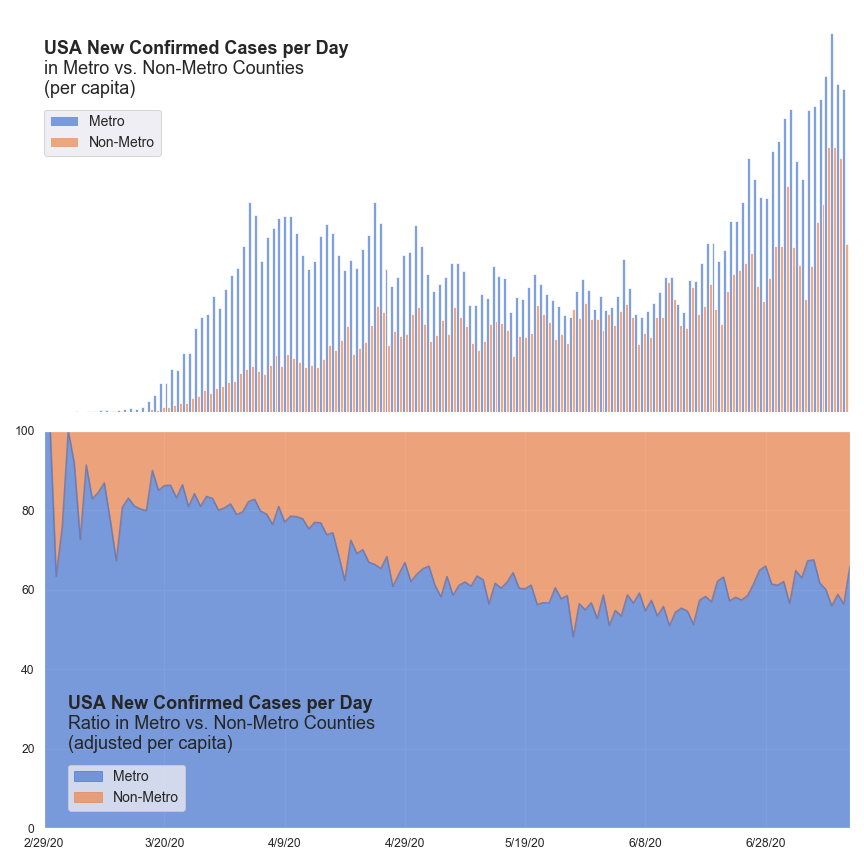 USA New Confirmed Cases per Day
in Metro vs. Non-Metro Counties
(per capita)
Metro
Non-Metro
100
80
60
40
20
0
USA New Confirmed Cases per Day
Ratio in Metro vs. Non-Metro Counties
(adjusted per capita)
Metro
Non-Metro
2/29/20 3/20/20 4/9/20 4/29/20 5/19/20 6/8/20 6/28/20